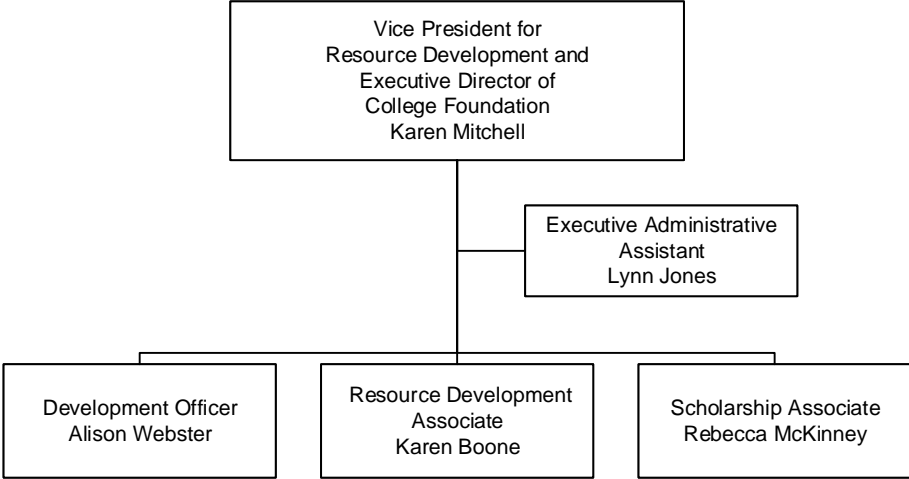 Vice President for
Resource Development and
Executive Director of
College Foundation
Karen Mitchell
Executive Administrative
Assistant
Lynn Jones
Development Officer
Alison Webster
Resource Development
Associate
Karen Boone
Scholarship Associate
Rebecca McKinney